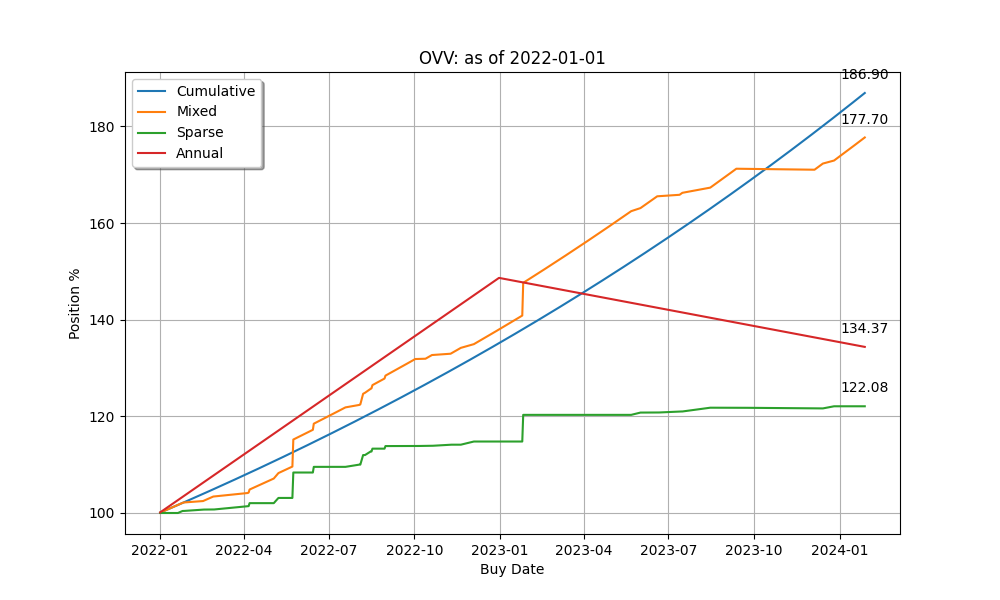 OVV: as of 2022-01-01
186.90
177.70
134.37
122.08
Cumulative
Mixed
Sparse
Annual
Position %
180
160
140
120
100
2022-01 2022-04 2022-07 2022-10 2023-01 2023-04 2023-07 2023-10 2024-01
Buy Date